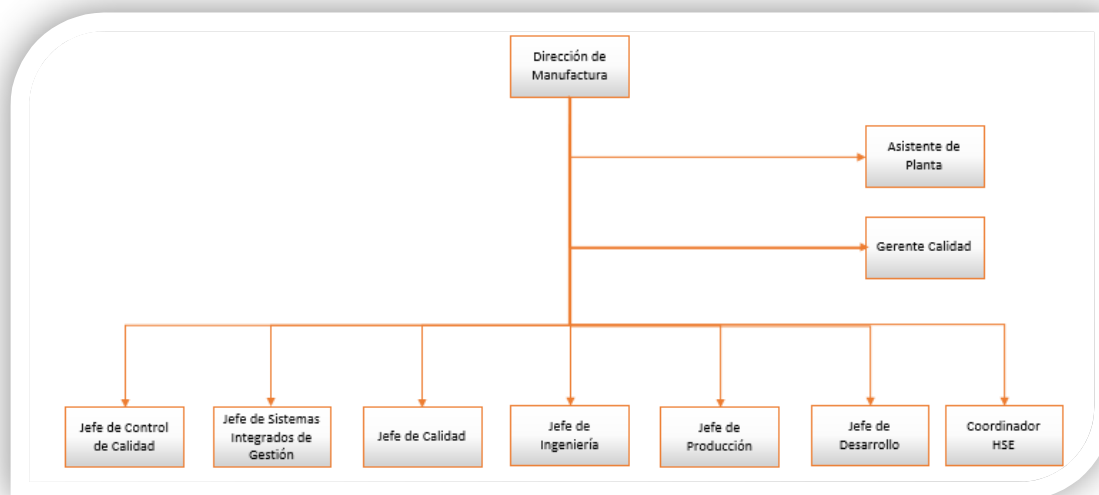 Dirección de
Manufactura
Asistente de
Planta
Gerente Calidad
Jefe de Control
de Calidad
Jefe de Sistemas
Integrados de
Gestión
Jefe de Calidad
Jefe de
Ingeniería
Jefe de
Producción
Jefe de
Desarrollo
Coordinador
HSE